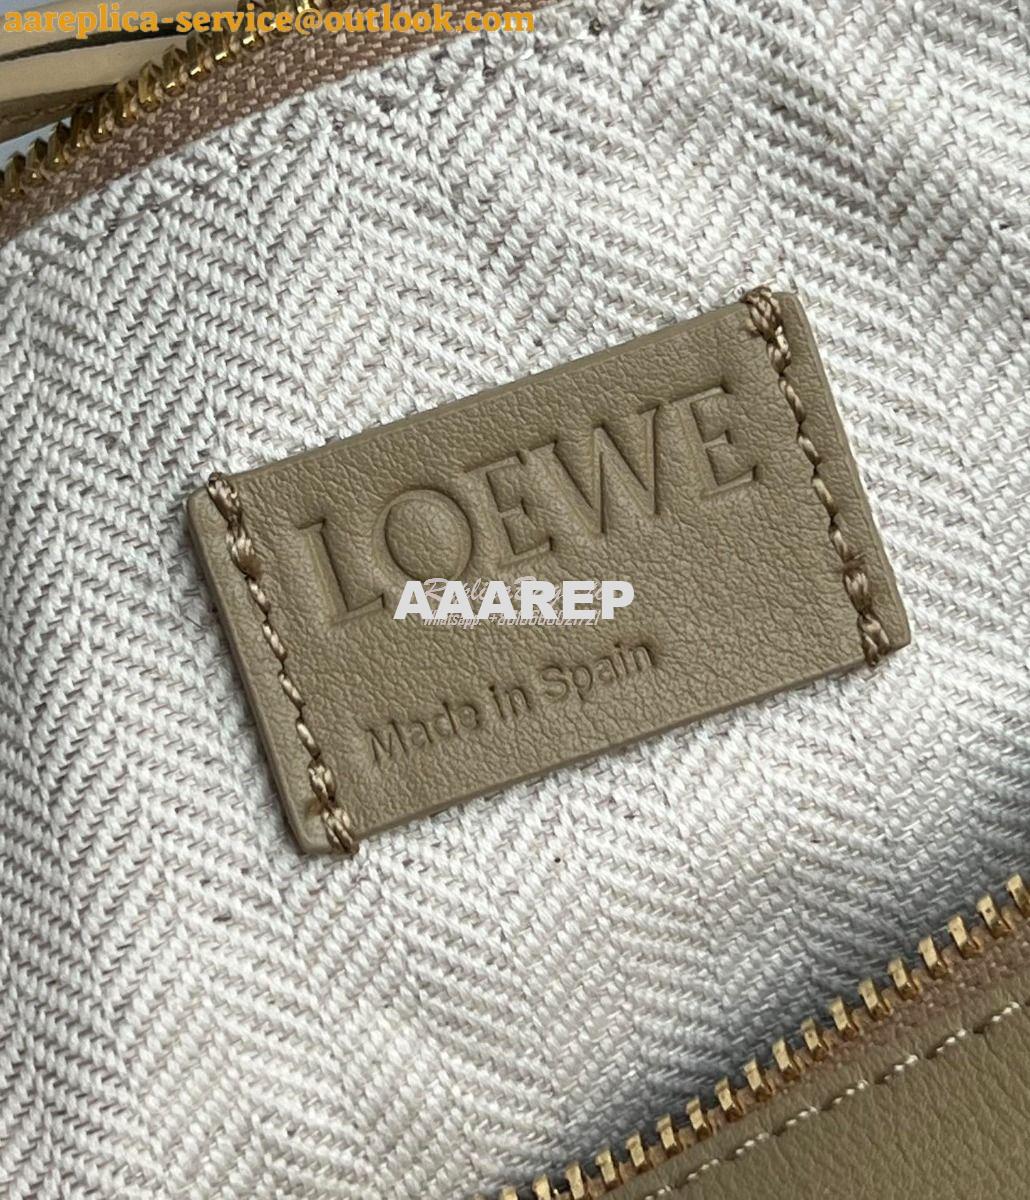 aareplica-service@outlook.com
LOEWE
AAAREP
Made in Spain